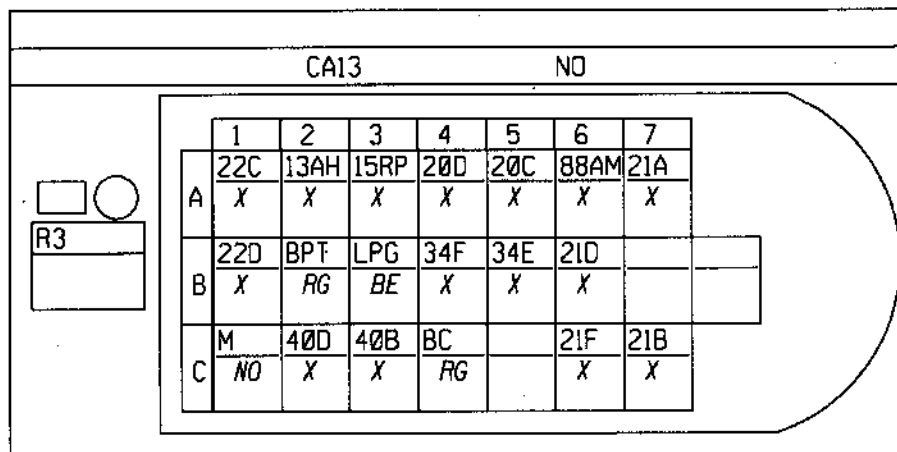 CA13 NO
1 2 3 4 5 6 7
A 22C 13AH 15RP 20D 20C 88AM 21A
X X X X X X X
R3
B 22D BPT LPG 34F 34E 21D
X RG BE X X X
C M 40D 40B BC 21F 21B
NO X X RG X X